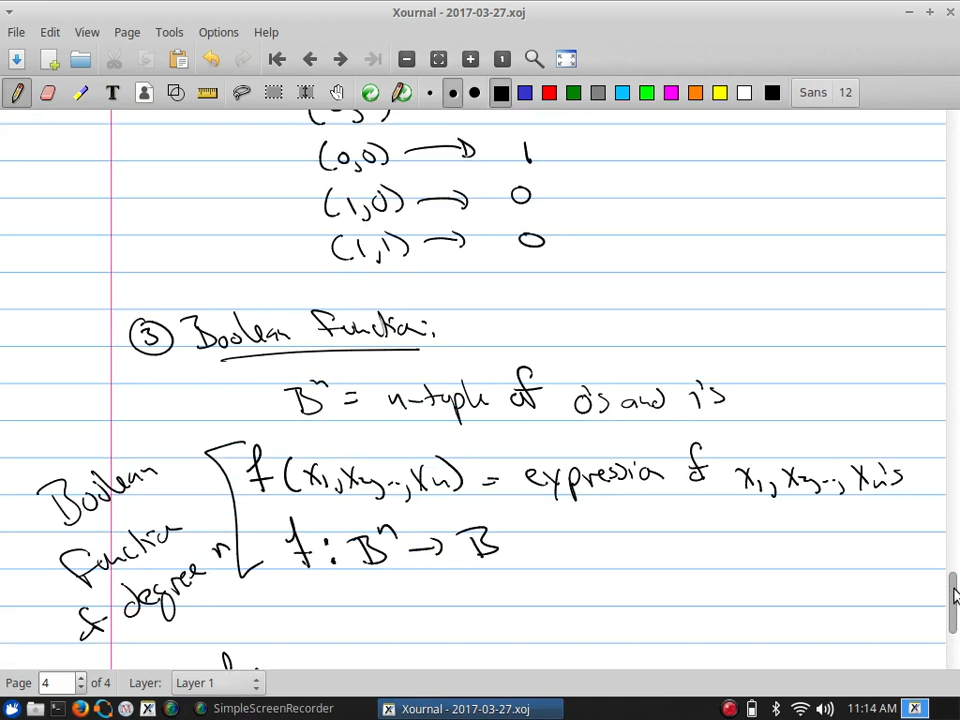 Xournal - 2017-03-27.xoj
File Edit View Page Tools Options Help
Sans 12
(0,0) → 1
(1,0) → 0
(1,1) → 0
③ Boolean Function:
Bⁿ = n-tuple of 0's and 1's
f(x₁,x₂,...,xₙ) = expression of x₁,x₂,...,xₙ's
f: Bⁿ → B
Boolean
function
of degree n
Page 4 of 4 Layer: Layer 1
SimpleScreenRecorder Xournal - 2017-03-27.xoj 11:14 AM